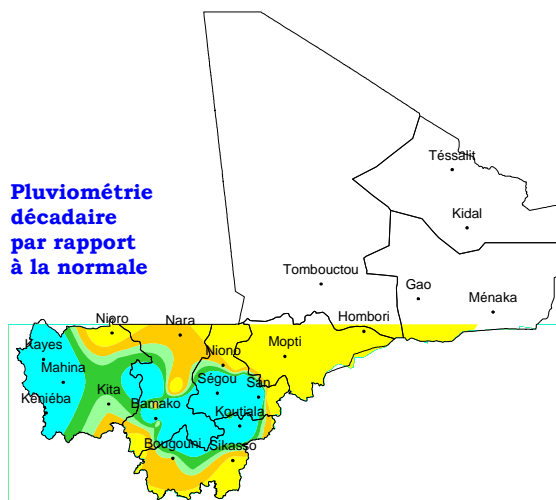 Téssalit
Kidal
Pluviométrie
décadaire
par rapport
à la normale
Tombouctou
Gao
Ménaka
Hombori
Nioro
Nara
Mopti
Kayes
Niono
Mahina
Ségou
San
Kéniéba
Kita
Bamako
Koutiala
Bougouni
Sikasso